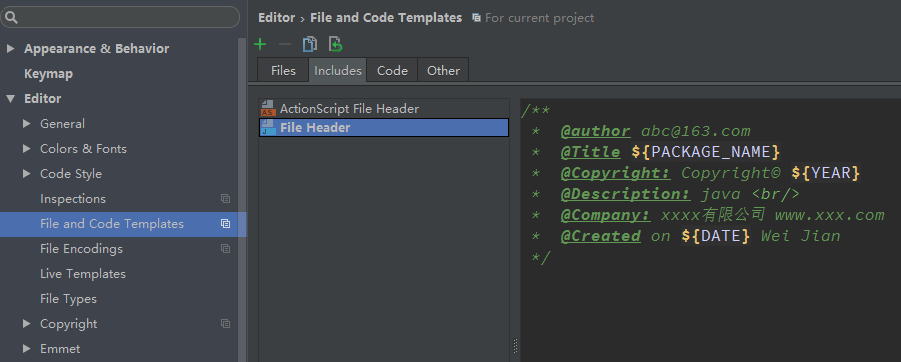 Editor › File and Code Templates For current project
Appearance & Behavior
Keymap
Editor
General
Colors & Fonts
Code Style
Inspections
File and Code Templates
File Encodings
Live Templates
File Types
Copyright
Emmet
Files Includes Code Other
AS ActionScript File Header
J File Header
/**
* @author abc@163.com
* @Title ${PACKAGE_NAME}
* @Copyright: Copyright© ${YEAR}
* @Description: java <br/>
* @Company: xxxx有限公司 www.xxx.com
* @Created on ${DATE} Wei Jian
*/